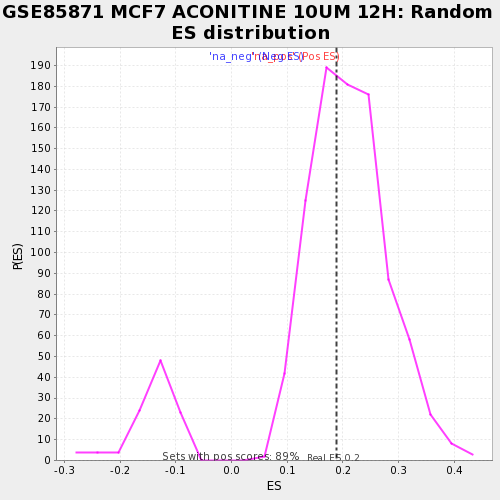 GSE85871 MCF7 ACONITINE 10UM 12H: Random
ES distribution
'na_neg' (Neg ES)
'na_pos' (Pos ES)
190
180
170
160
150
140
130
120
110
100
90
80
70
60
50
40
30
20
10
0
P(ES)
Sets with pos scores: 89%
Real ES 0.2
-0.3 -0.2 -0.1 0.0 0.1 0.2 0.3 0.4
ES